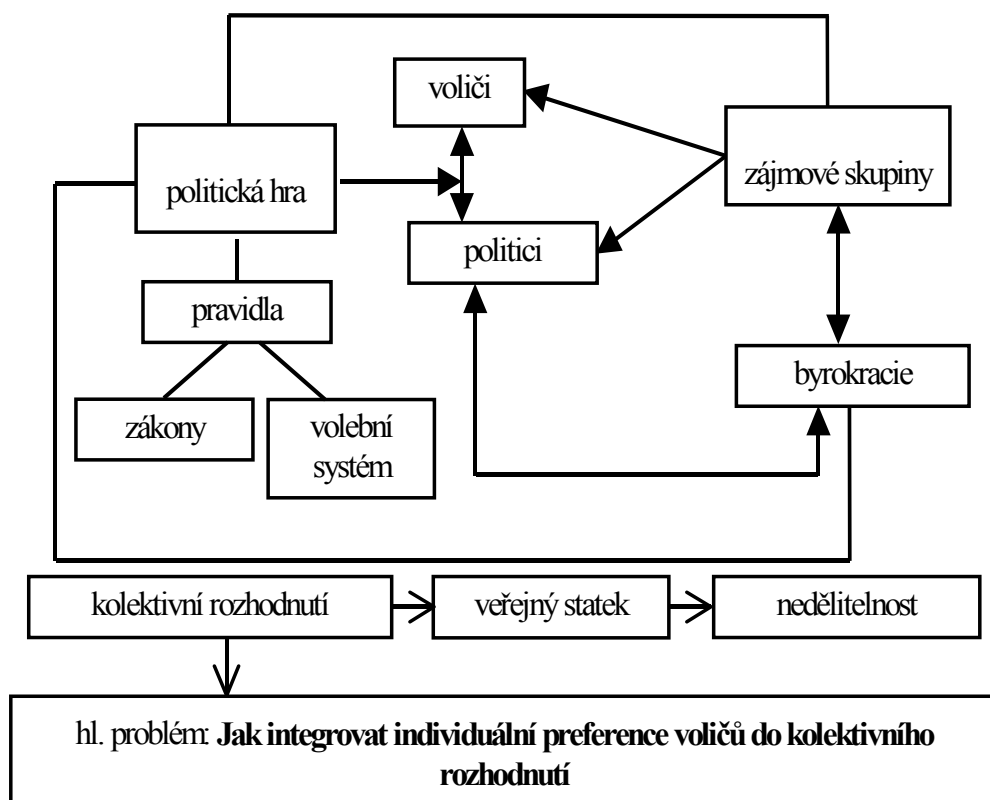 voliči
politická hra
zájmové skupiny
politici
pravidla
byrokracie
zákony
volební
systém
kolektivní rozhodnutí
veřejný statek
nedělitelnost
hl. problém: Jak integrovat individuální preference voličů do kolektivního
rozhodnutí